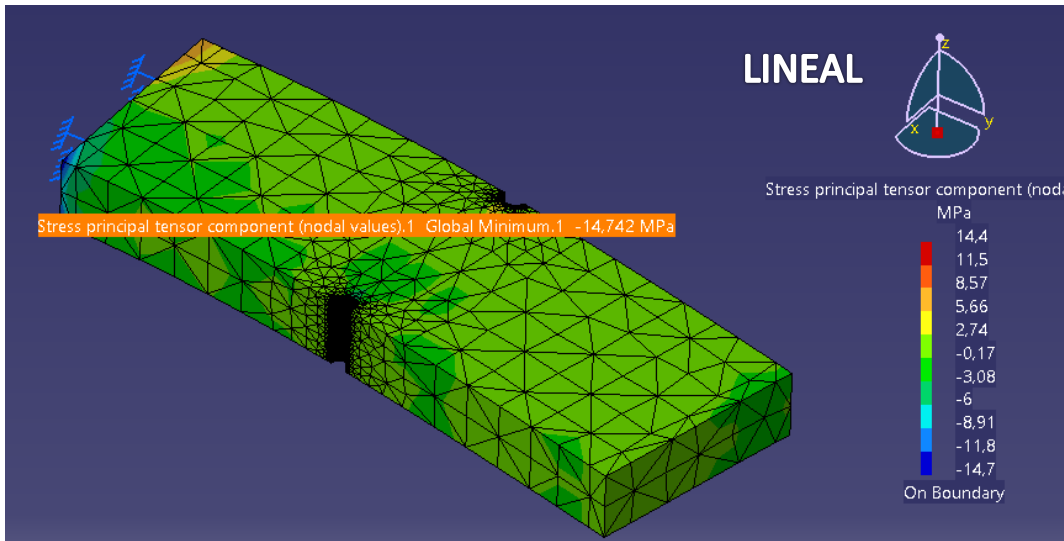 LINEAL
z
x
y
Stress principal tensor component (noda
MPa
Stress principal tensor component (nodal values).1 Global Minimum.1 -14,742 MPa
14,4
11,5
8,57
5,66
2,74
-0,17
-3,08
-6
-8,91
-11,8
-14,7
On Boundary